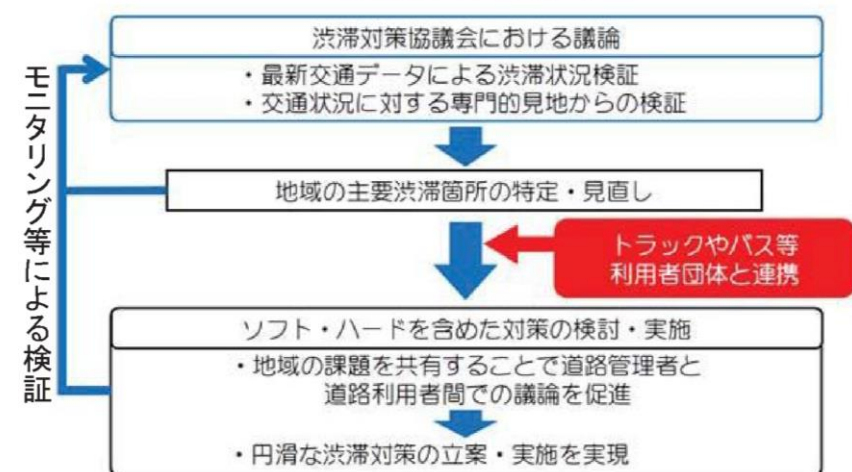 渋滞対策協議会における議論
・最新交通データによる渋滞状況検証
・交通状況に対する専門的見地からの検証
地域の主要渋滞箇所の特定・見直し
トラックやバス等
利用者団体と連携
ソフト・ハードを含めた対策の検討・実施
・地域の課題を共有することで道路管理者と
道路利用者間での議論を促進
・円滑な渋滞対策の立案・実施を実現
モニタリング等による検証